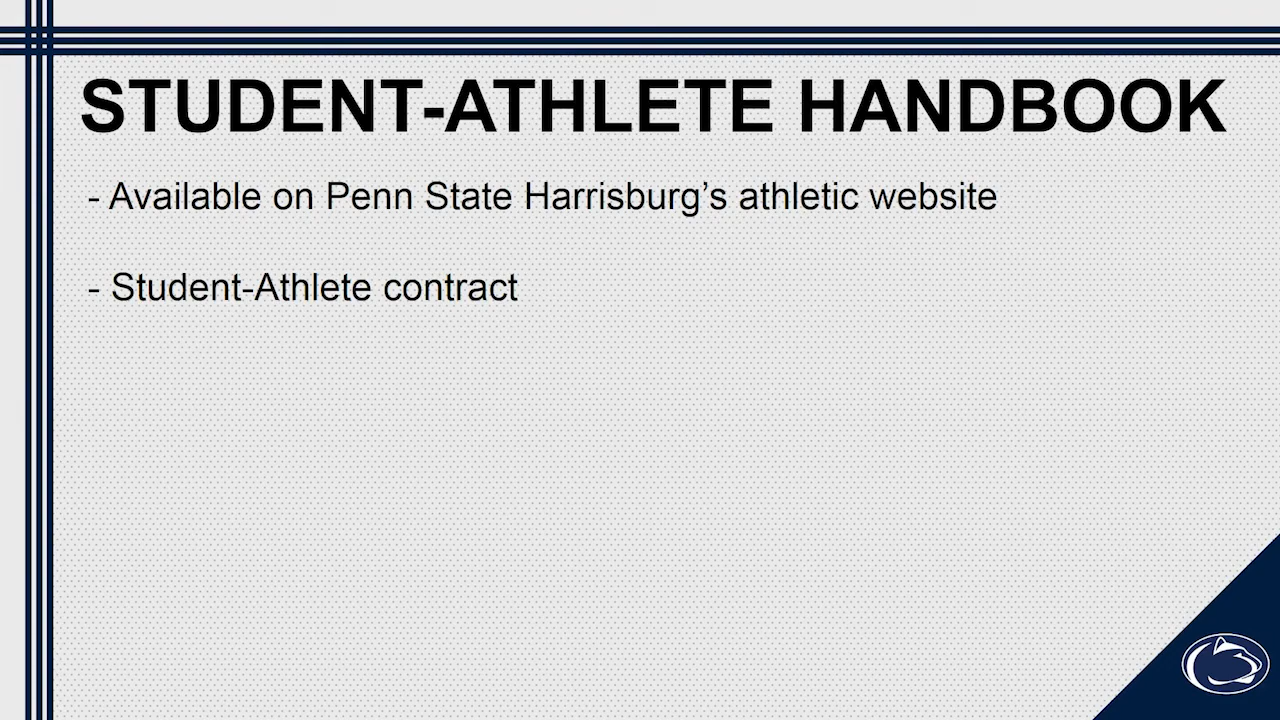 STUDENT-ATHLETE HANDBOOK
- Available on Penn State Harrisburg’s athletic website
- Student-Athlete contract